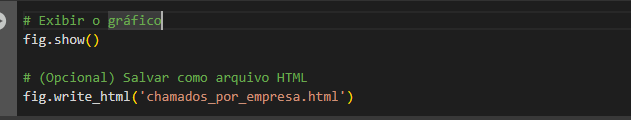 # Exibir o gráfico
fig.show()
# (Opcional) Salvar como arquivo HTML
fig.write_html('chamados_por_empresa.html')